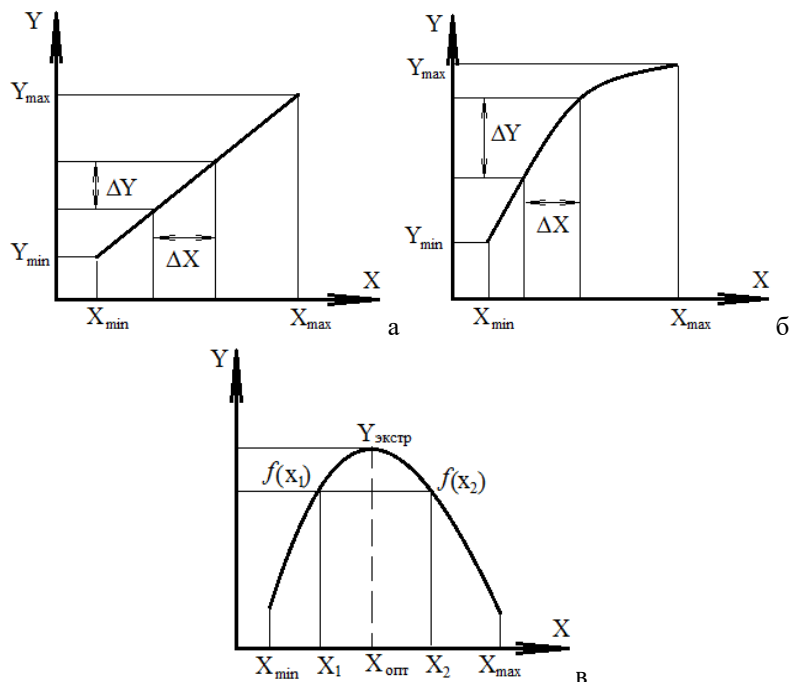 Y
Y
Ymax
Ymax
ΔY
ΔY
ΔX
ΔX
Ymin
Ymin
X
X
Xmin
Xmax
а
Xmin
Xmax
б
Y
Yэкстр
f(x1)
f(x2)
X
Xmin
X1
Xопт
X2
Xmax
в